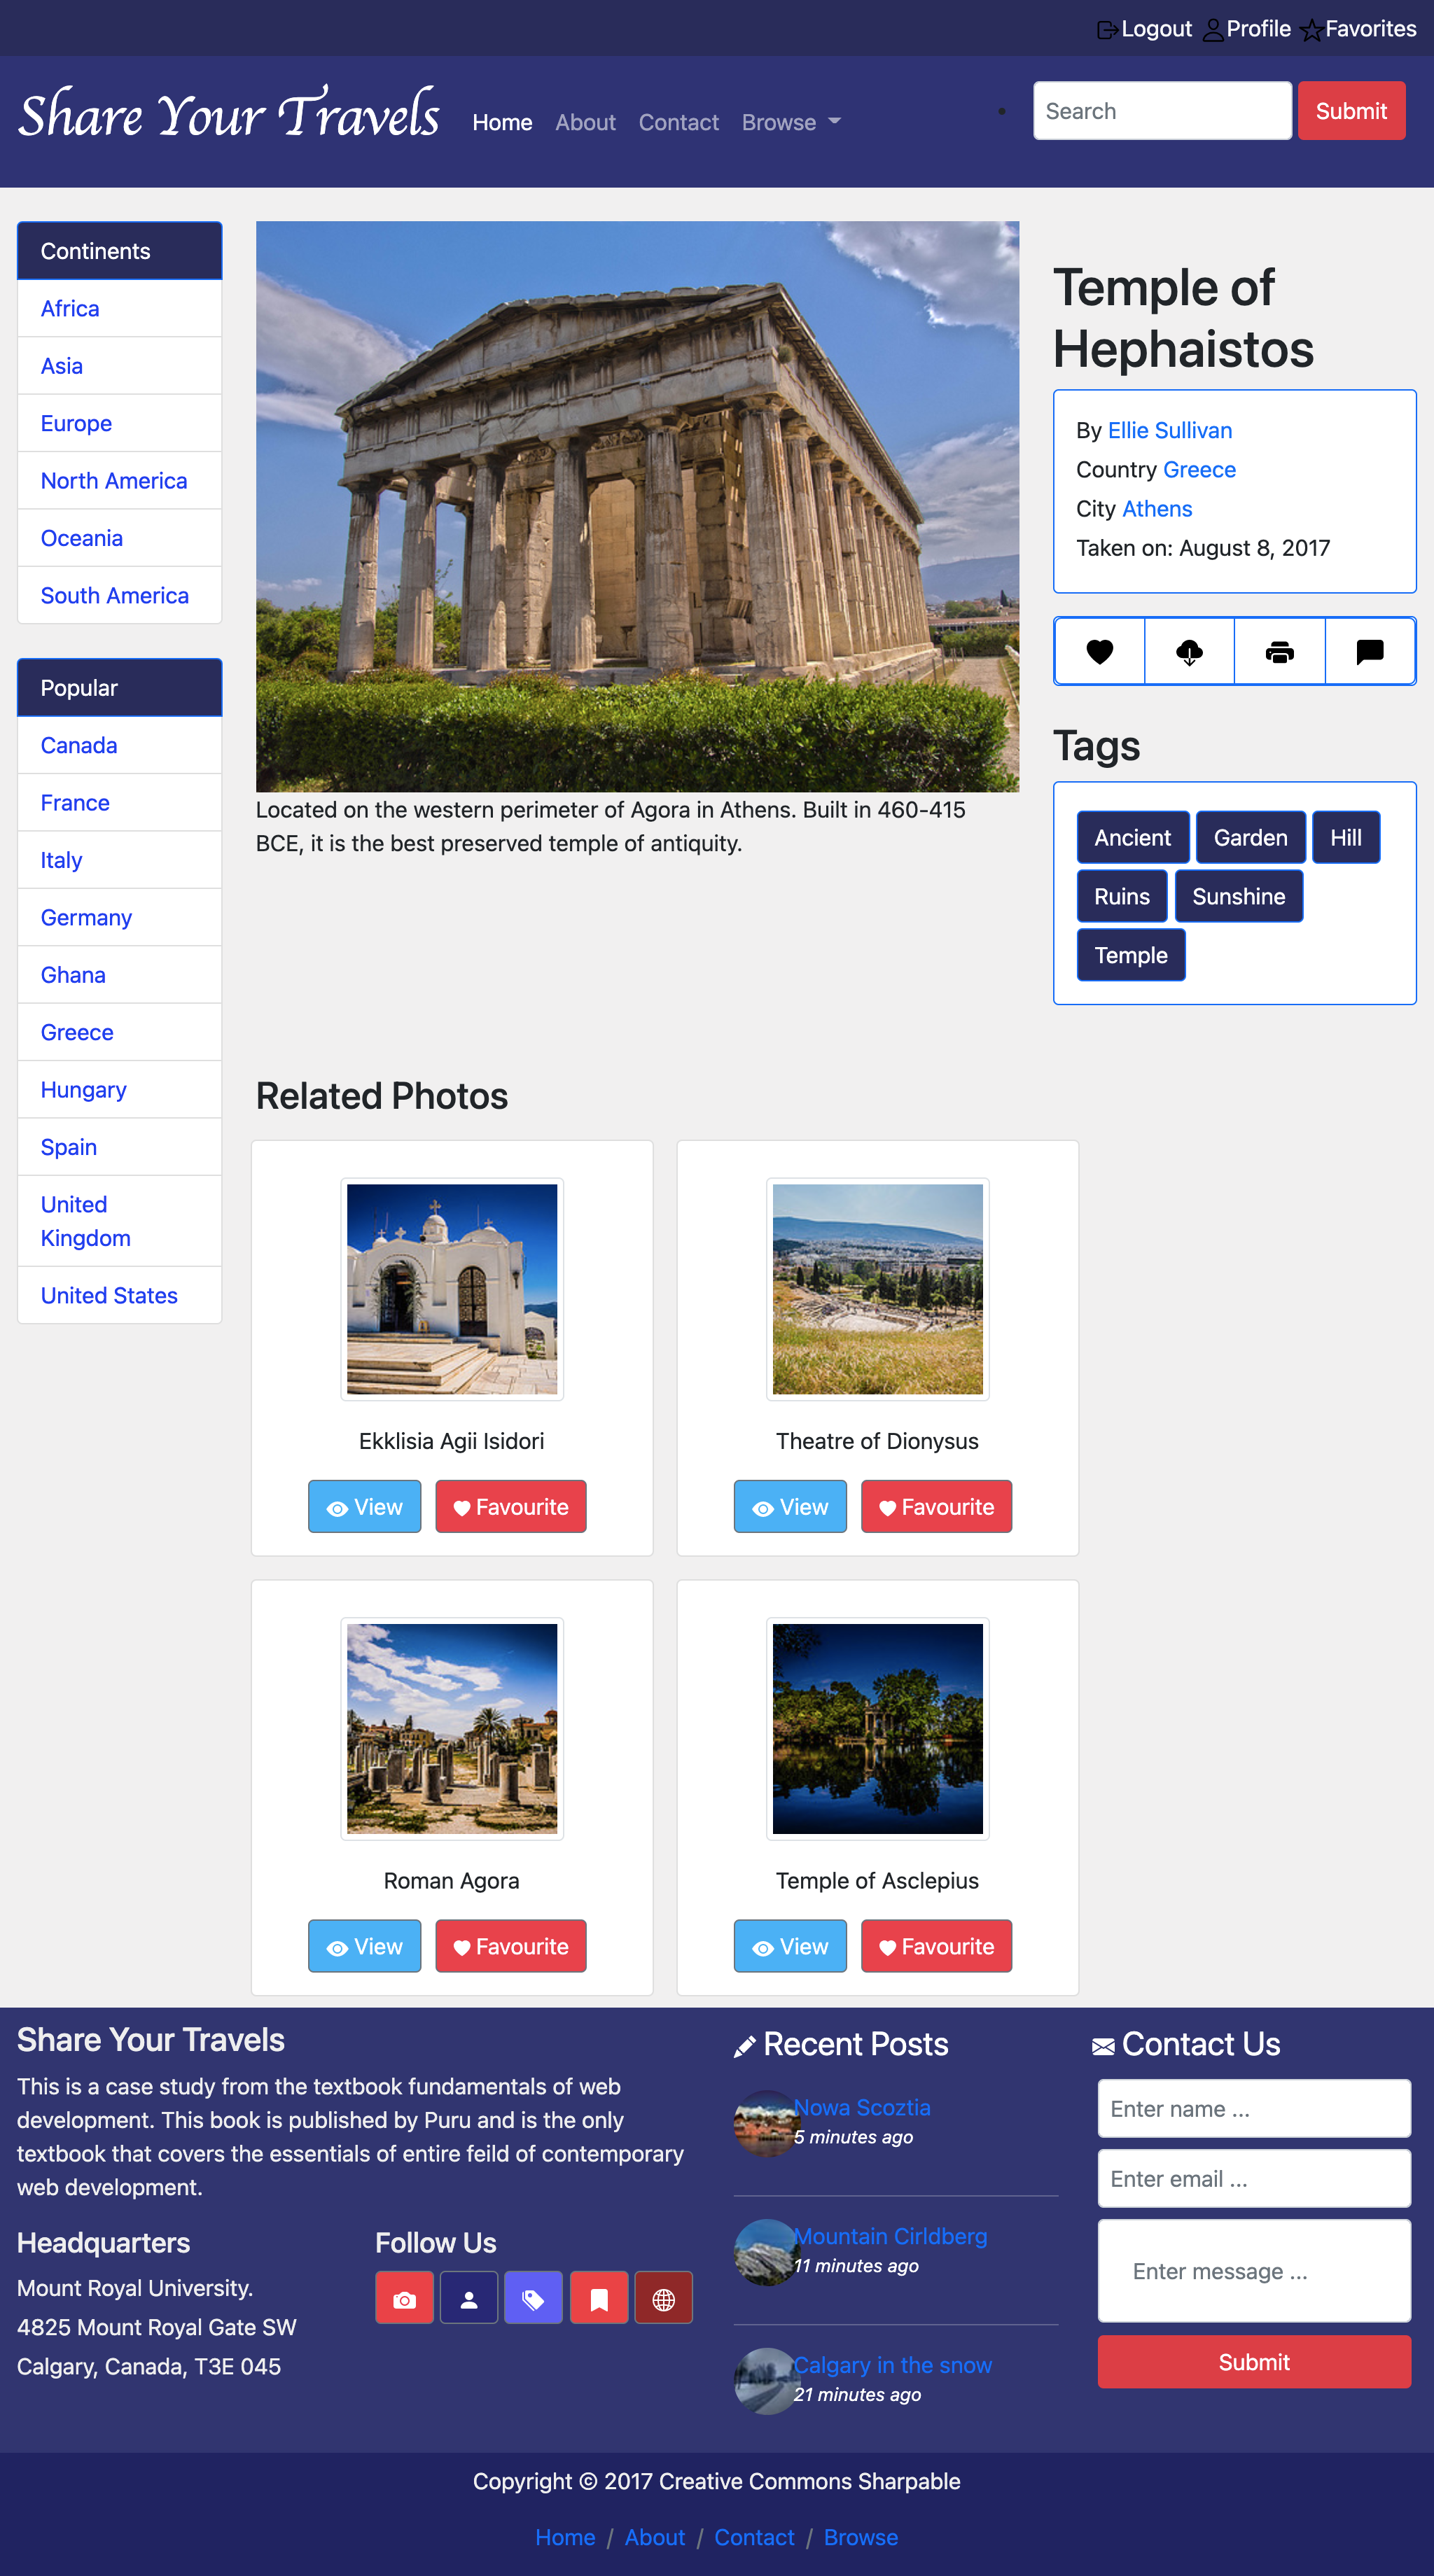 Logout Profile Favorites
Share Your Travels
Home About Contact Browse
Search Submit
Continents
Africa
Asia
Europe
North America
Oceania
South America
Popular
Canada
France
Italy
Germany
Ghana
Greece
Hungary
Spain
United
Kingdom
United States
Located on the western perimeter of Agora in Athens. Built in 460-415
BCE, it is the best preserved temple of antiquity.
Temple of
Hephaistos
By Ellie Sullivan
Country Greece
City Athens
Taken on: August 8, 2017
Tags
Ancient Garden Hill
Ruins Sunshine
Temple
Related Photos
Ekklisia Agii Isidori
View Favourite
Theatre of Dionysus
View Favourite
Roman Agora
View Favourite
Temple of Asclepius
View Favourite
Share Your Travels
This is a case study from the textbook fundamentals of web
development. This book is published by Puru and is the only
textbook that covers the essentials of entire feild of contemporary
web development.
Headquarters
Mount Royal University.
4825 Mount Royal Gate SW
Calgary, Canada, T3E 045
Follow Us
Recent Posts
Nowa Scoztia
5 minutes ago
Mountain Cirldberg
11 minutes ago
Calgary in the snow
21 minutes ago
Contact Us
Enter name ...
Enter email ...
Enter message ...
Submit
Copyright © 2017 Creative Commons Sharpable
Home / About / Contact / Browse